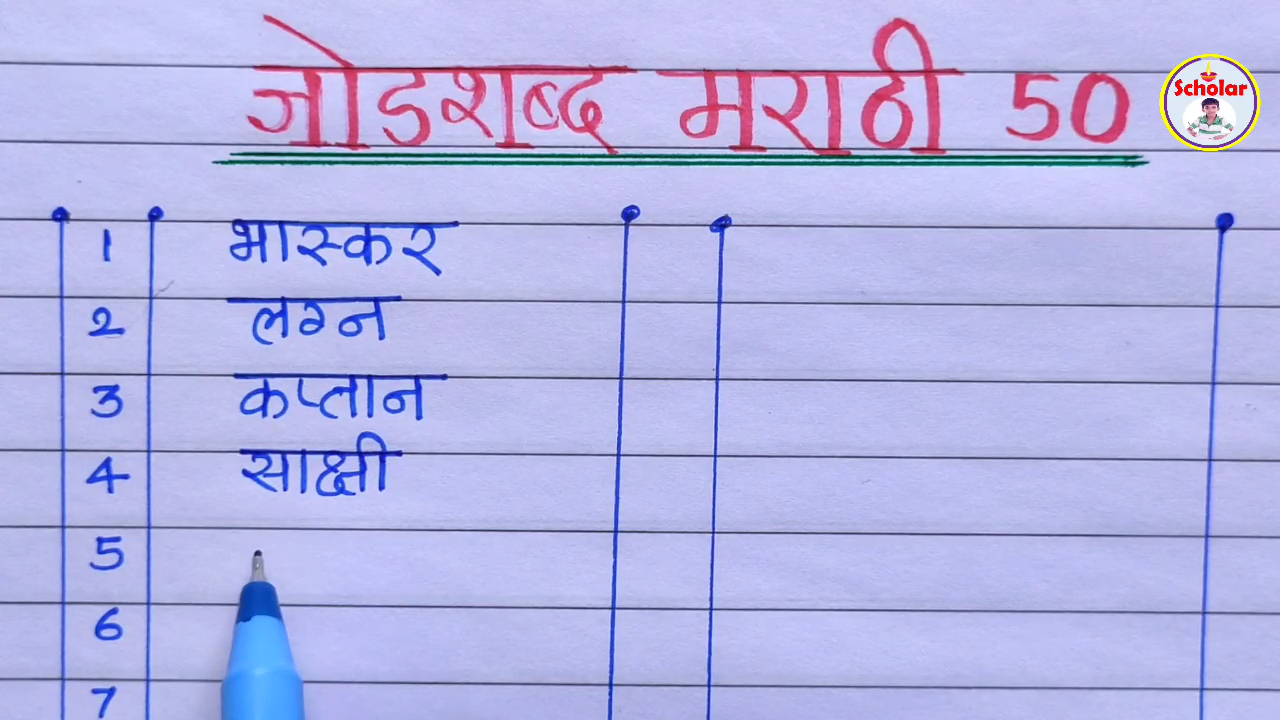 जोडशब्द मराठी 50
Scholar
1 भास्कर
2 लग्न
3 कप्तान
4 साक्षी
5
6
7